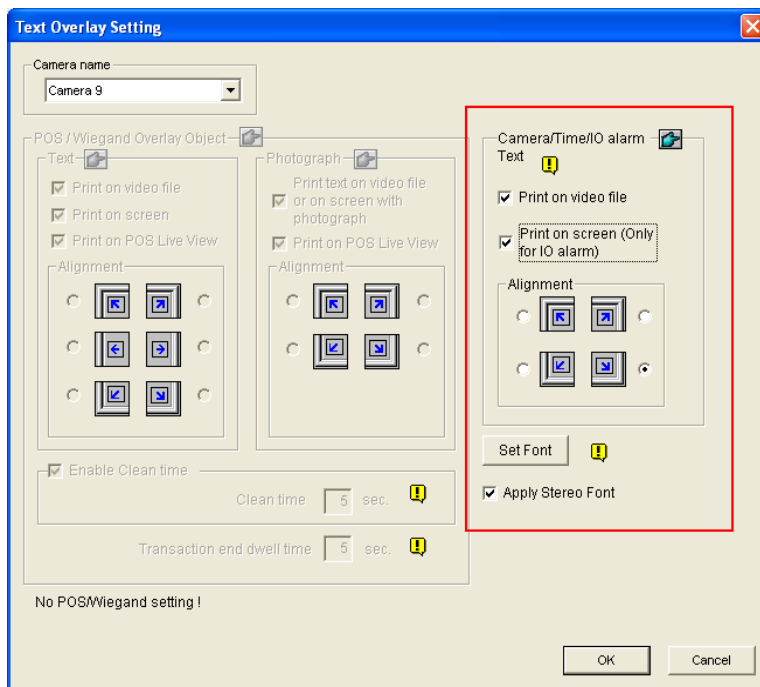 Text Overlay Setting
Camera name
Camera 9
POS / Wiegand Overlay Object
Text
Print on video file
Print on screen
Print on POS Live View
Alignment
Photograph
Print text on video file
or on screen with
photograph
Print on POS Live View
Alignment
Enable Clean time
Clean time 5 sec.
Transaction end dwell time 5 sec.
No POS/Wiegand setting !
Camera/Time/IO alarm
Text
Print on video file
Print on screen (Only
for IO alarm)
Alignment
Set Font
Apply Stereo Font
OK
Cancel